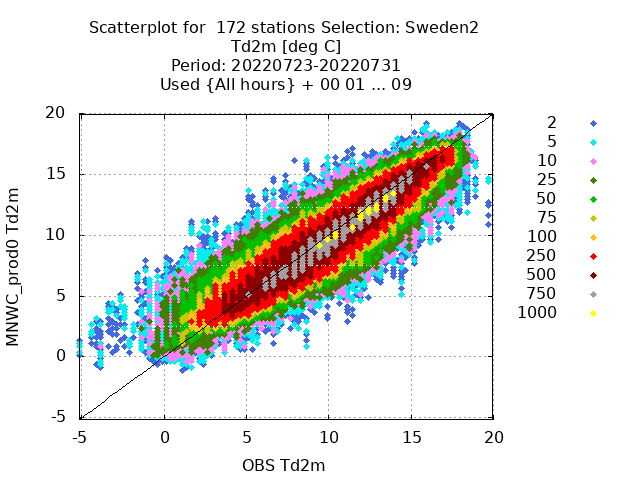 Scatterplot for  172 stations Selection: Sweden2
Td2m [deg C]
Period: 20220723-20220731
Used {All hours} + 00 01 ... 09
MNWC_prod0 Td2m
20
15
10
5
0
-5
-5 0 5 10 15 20
OBS Td2m
2
5
10
25
50
75
100
250
500
750
1000